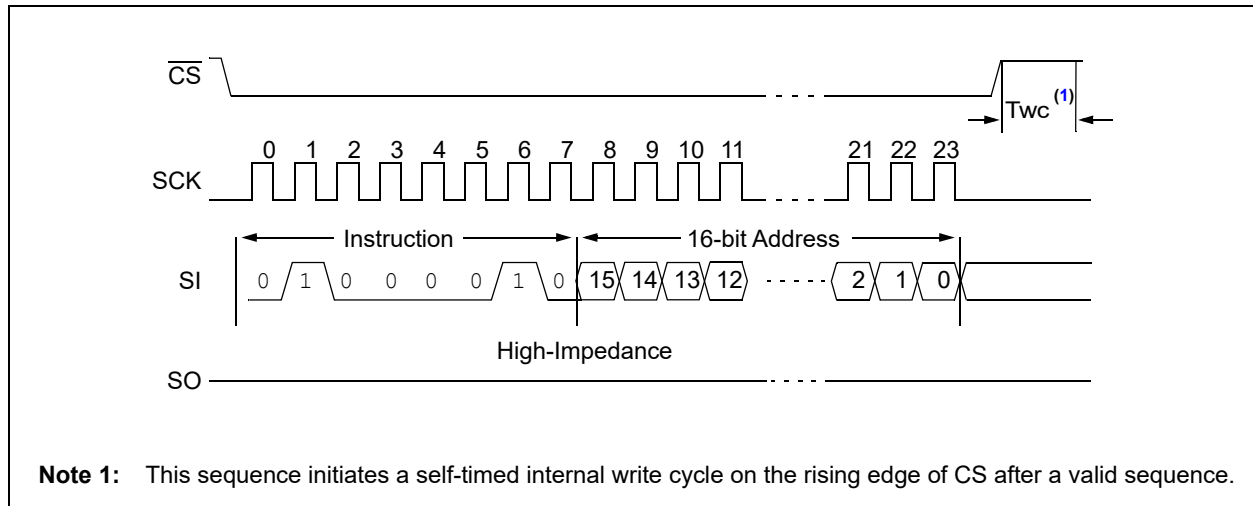 CS
Twc (1)
0 1 2 3 4 5 6 7 8 9 10 11 21 22 23
SCK
Instruction 16-bit Address
SI 0 1 0 0 0 0 1 0 15 14 13 12 2 1 0
High-Impedance
SO
Note 1: This sequence initiates a self-timed internal write cycle on the rising edge of CS after a valid sequence.